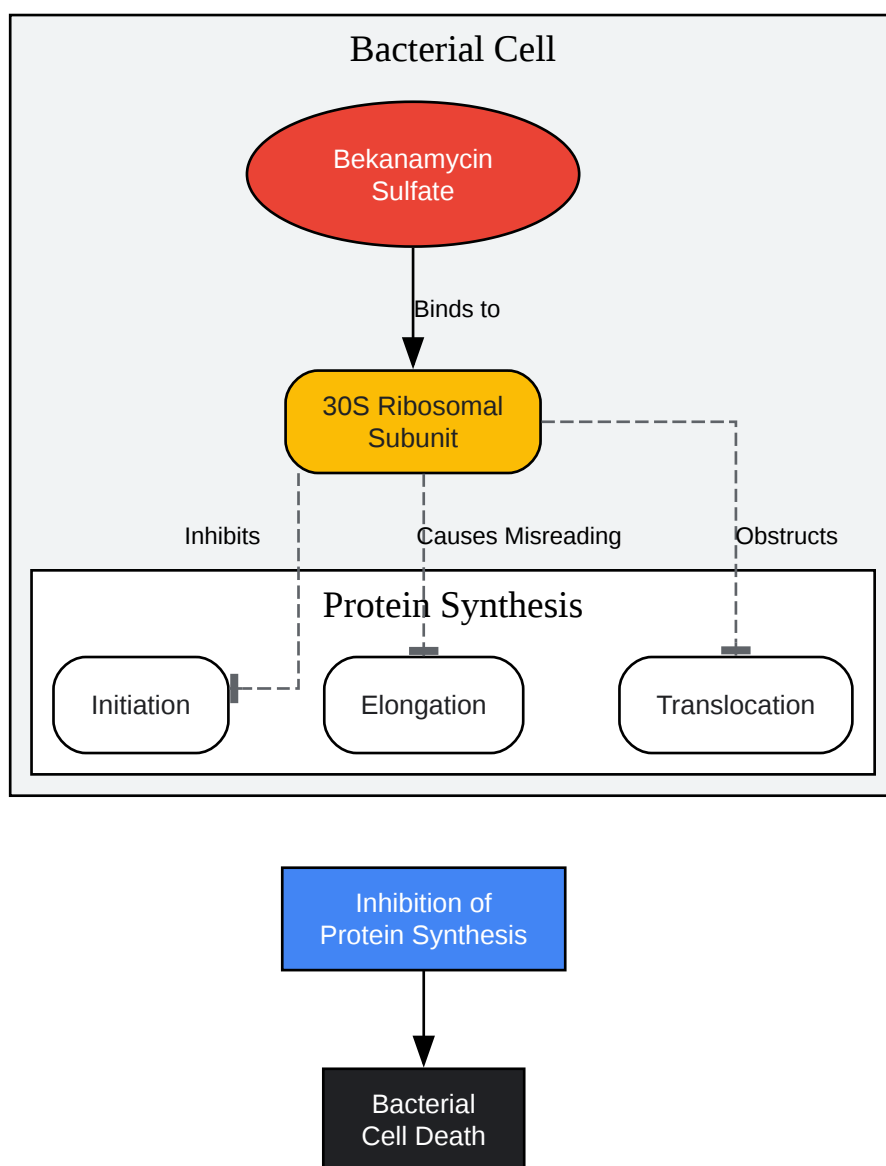 Bacterial Cell
Bekanamycin
Sulfate
Binds to
30S Ribosomal
Subunit
Inhibits
Causes Misreading
Obstructs
Protein Synthesis
Initiation
Elongation
Translocation
Inhibition of
Protein Synthesis
Bacterial
Cell Death